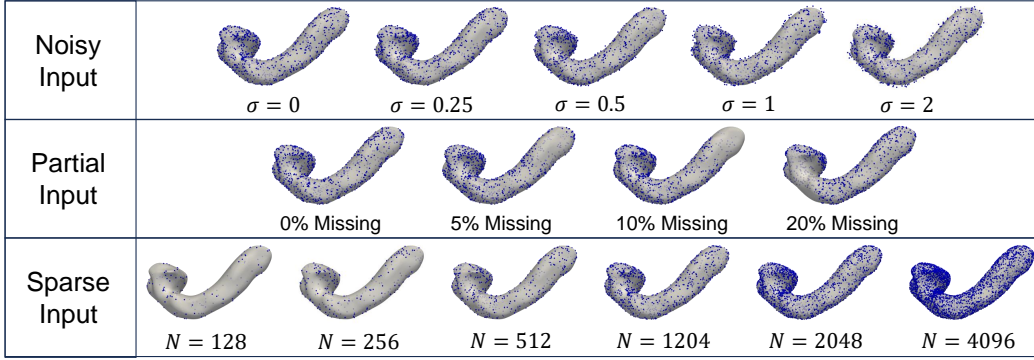 Noisy
Input
σ = 0
σ = 0.25
σ = 0.5
σ = 1
σ = 2
Partial
Input
0% Missing
5% Missing
10% Missing
20% Missing
Sparse
Input
N = 128
N = 256
N = 512
N = 1204
N = 2048
N = 4096